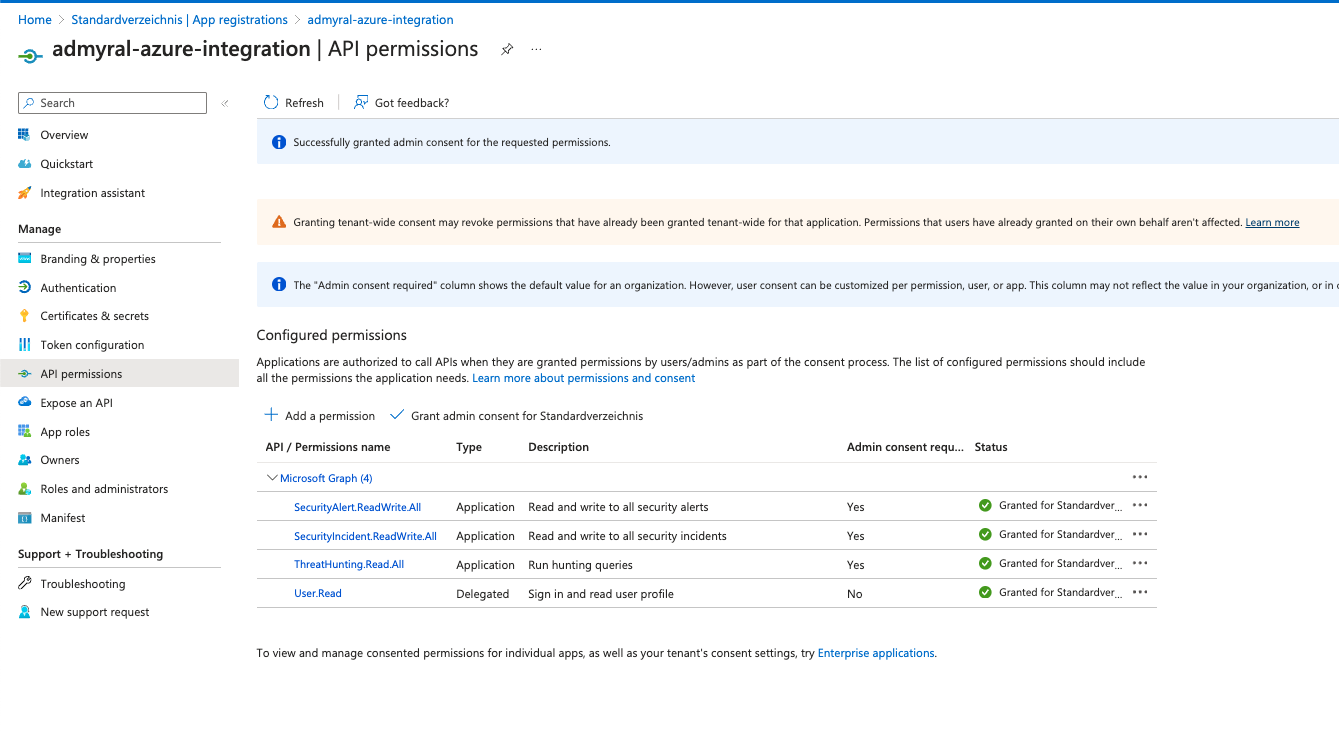 Home > Standardverzeichnis | App registrations > admyral-azure-integration
admyral-azure-integration | API permissions
Search
Refresh
Got feedback?
Overview
Quickstart
Integration assistant
Manage
Branding & properties
Authentication
Certificates & secrets
Token configuration
API permissions
Expose an API
App roles
Owners
Roles and administrators
Manifest
Support + Troubleshooting
Troubleshooting
New support request
Successfully granted admin consent for the requested permissions.
Granting tenant-wide consent may revoke permissions that have already been granted tenant-wide for that application. Permissions that users have already granted on their own behalf aren't affected. Learn more
The "Admin consent required" column shows the default value for an organization. However, user consent can be customized per permission, user, or app. This column may not reflect the value in your organization, or in
Configured permissions
Applications are authorized to call APIs when they are granted permissions by users/admins as part of the consent process. The list of configured permissions should include
all the permissions the application needs. Learn more about permissions and consent
Add a permission Grant admin consent for Standardverzeichnis
API / Permissions name Type Description Admin consent requ... Status
Microsoft Graph (4) ...
SecurityAlert.ReadWrite.All Application Read and write to all security alerts Yes Granted for Standardver... ...
SecurityIncident.ReadWrite.All Application Read and write to all security incidents Yes Granted for Standardver... ...
ThreatHunting.Read.All Application Run hunting queries Yes Granted for Standardver... ...
User.Read Delegated Sign in and read user profile No Granted for Standardver... ...
To view and manage consented permissions for individual apps, as well as your tenant's consent settings, try Enterprise applications.